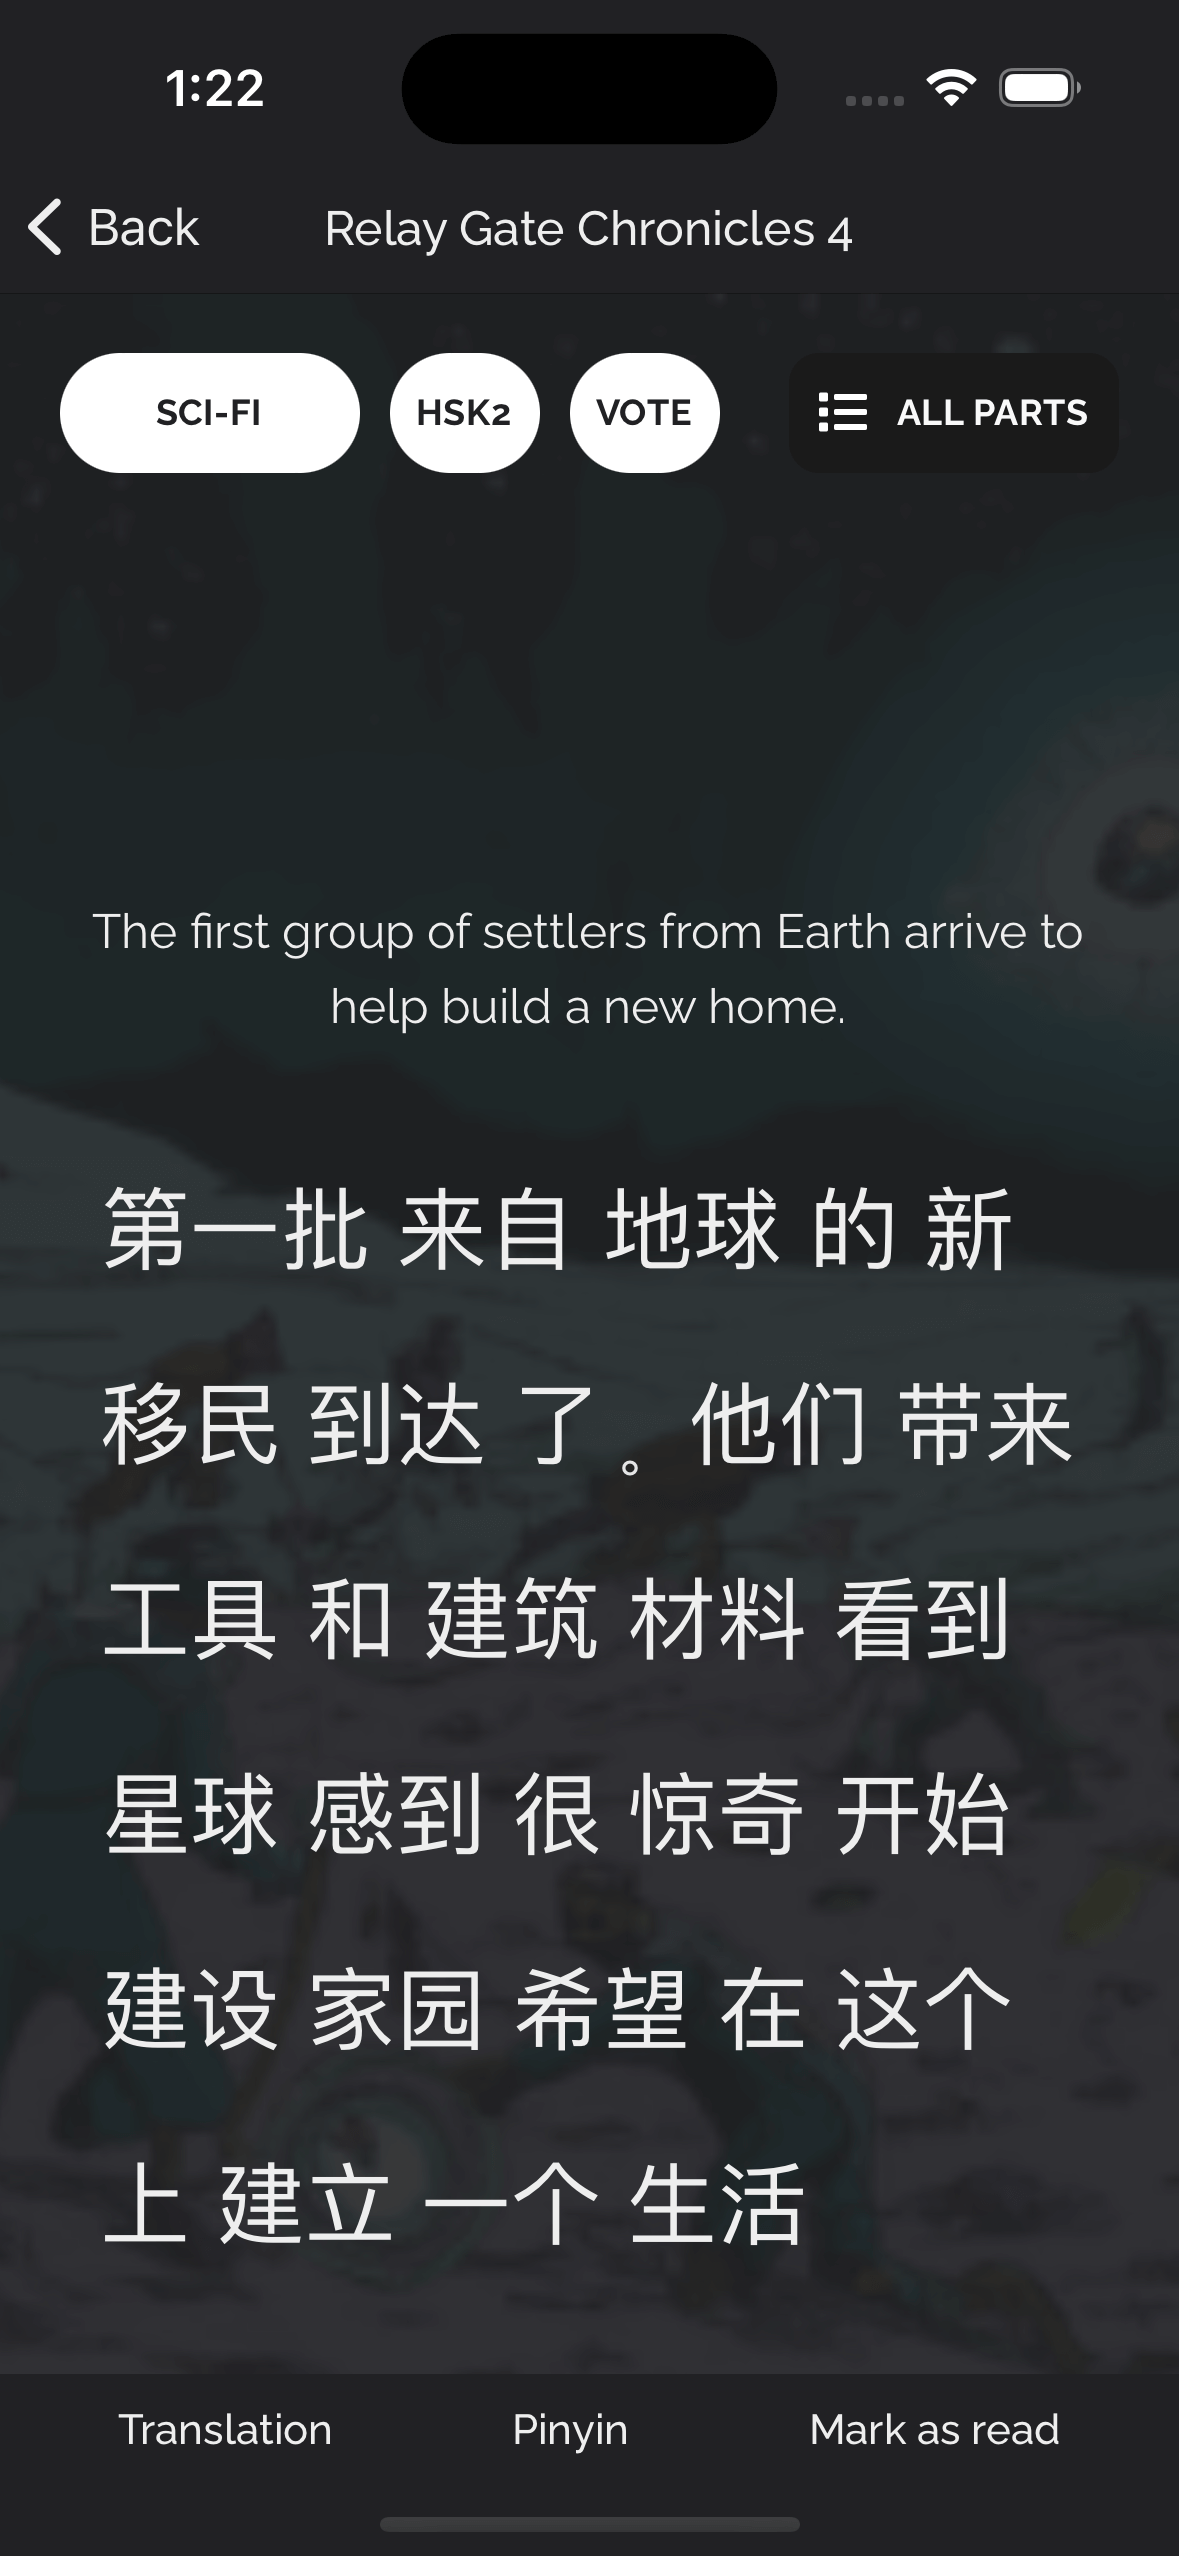 1:22
Back
Relay Gate Chronicles 4
SCI-FI
HSK2
VOTE
ALL PARTS
The first group of settlers from Earth arrive to
help build a new home.
第一批 来自 地球 的 新
移民 到达 了 。 他们 带来
工具 和 建筑 材料 看到
星球 感到 很 惊奇 开始
建设 家园 希望 在 这个
上 建立 一个 生活
Translation
Pinyin
Mark as read